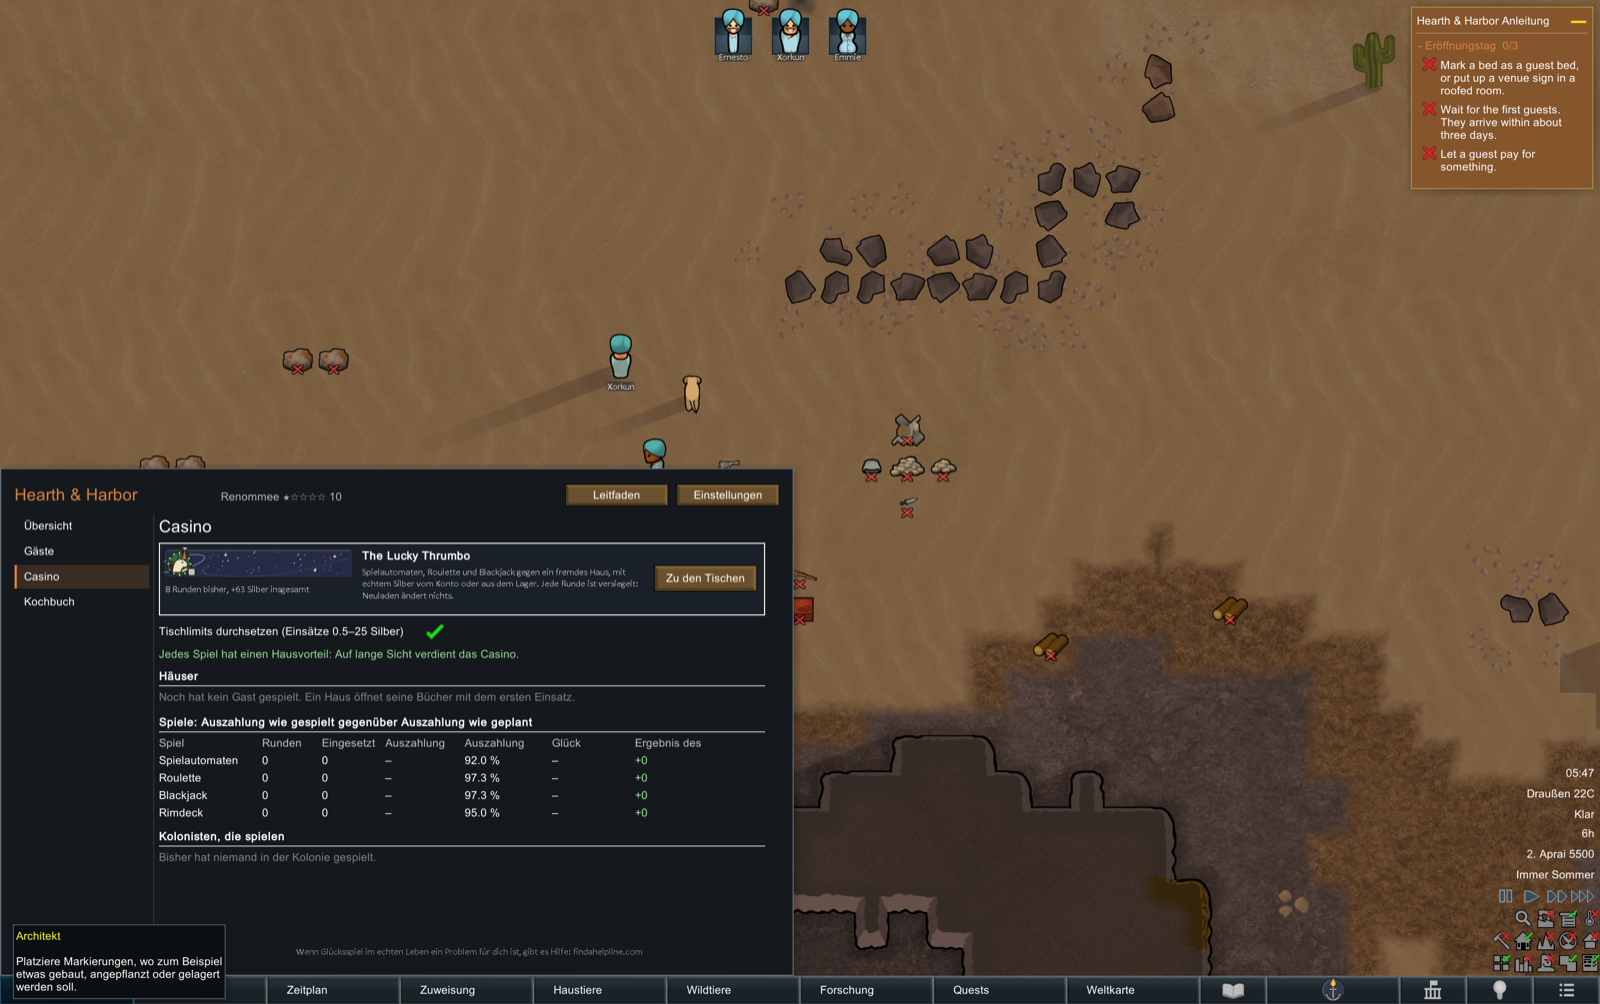 Ernesto
Xorkun
Emmie
Hearth & Harbor Anleitung
- Eröffnungstag 0/3
Mark a bed as a guest bed,
or put up a venue sign in a
roofed room.
Wait for the first guests.
They arrive within about
three days.
Let a guest pay for
something.
Xorkun
Hearth & Harbor
Renommee ★☆☆☆☆ 10
Leitfaden
Einstellungen
Übersicht
Gäste
Casino
Kochbuch
Casino
The Lucky Thrumbo
Spielautomaten, Roulette und Blackjack gegen ein fremdes Haus, mit
echtem Silber vom Konto oder aus dem Lager. Jede Runde ist versiegelt:
Neuladen ändert nichts.
8 Runden bisher, +63 Silber insgesamt
Zu den Tischen
Tischlimits durchsetzen (Einsätze 0.5–25 Silber)
Jedes Spiel hat einen Hausvorteil: Auf lange Sicht verdient das Casino.
Häuser
Noch hat kein Gast gespielt. Ein Haus öffnet seine Bücher mit dem ersten Einsatz.
Spiele: Auszahlung wie gespielt gegenüber Auszahlung wie geplant
Spiel Runden Eingesetzt Auszahlung Auszahlung Glück Ergebnis des
Spielautomaten 0 0 – 92.0 % – +0
Roulette 0 0 – 97.3 % – +0
Blackjack 0 0 – 97.3 % – +0
Rimdeck 0 0 – 95.0 % – +0
Kolonisten, die spielen
Bisher hat niemand in der Kolonie gespielt.
Wenn Glücksspiel im echten Leben ein Problem für dich ist, gibt es Hilfe: findahelpline.com
Architekt
Platziere Markierungen, wo zum Beispiel
etwas gebaut, angepflanzt oder gelagert
werden soll.
05:47
Draußen 22C
Klar
6h
2. Aprai 5500
Immer Sommer
Zeitplan
Zuweisung
Haustiere
Wildtiere
Forschung
Quests
Weltkarte